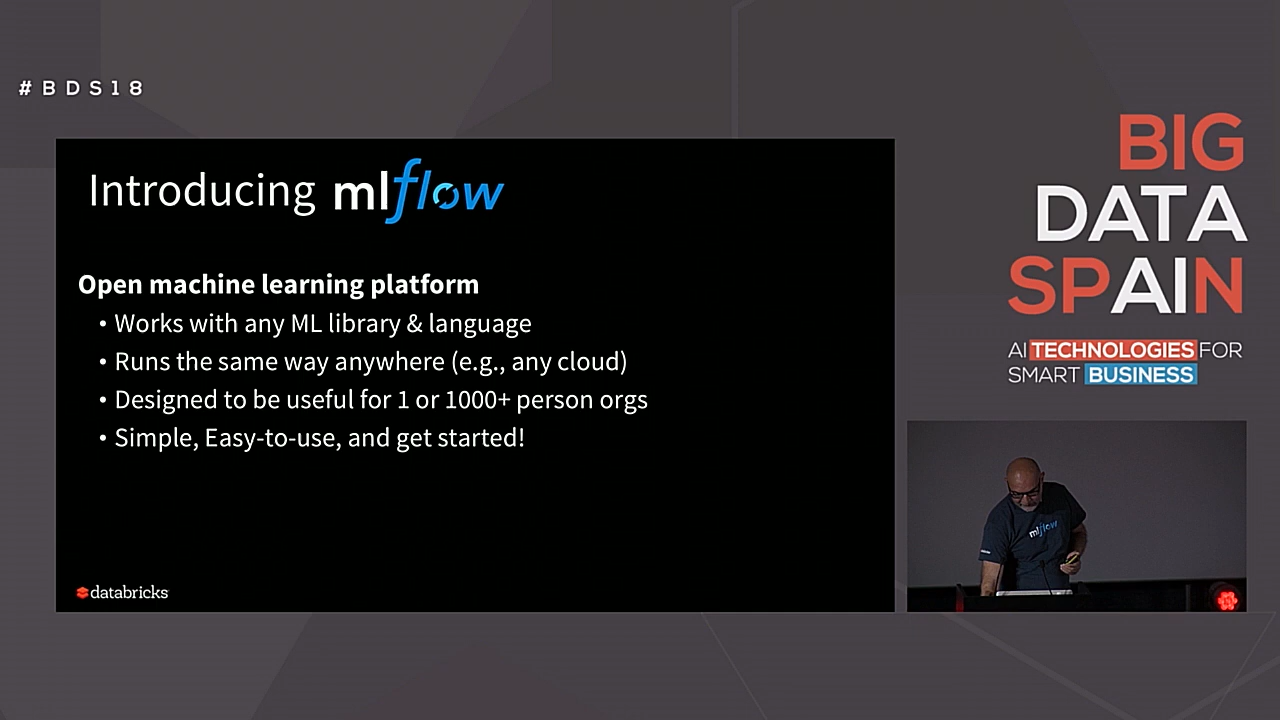 #BDS18
Introducing mlflow
Open machine learning platform
• Works with any ML library & language
• Runs the same way anywhere (e.g., any cloud)
• Designed to be useful for 1 or 1000+ person orgs
• Simple, Easy-to-use, and get started!
databricks
BIG
DATA
SPAIN
AI TECHNOLOGIES FOR
SMART BUSINESS
mlflow